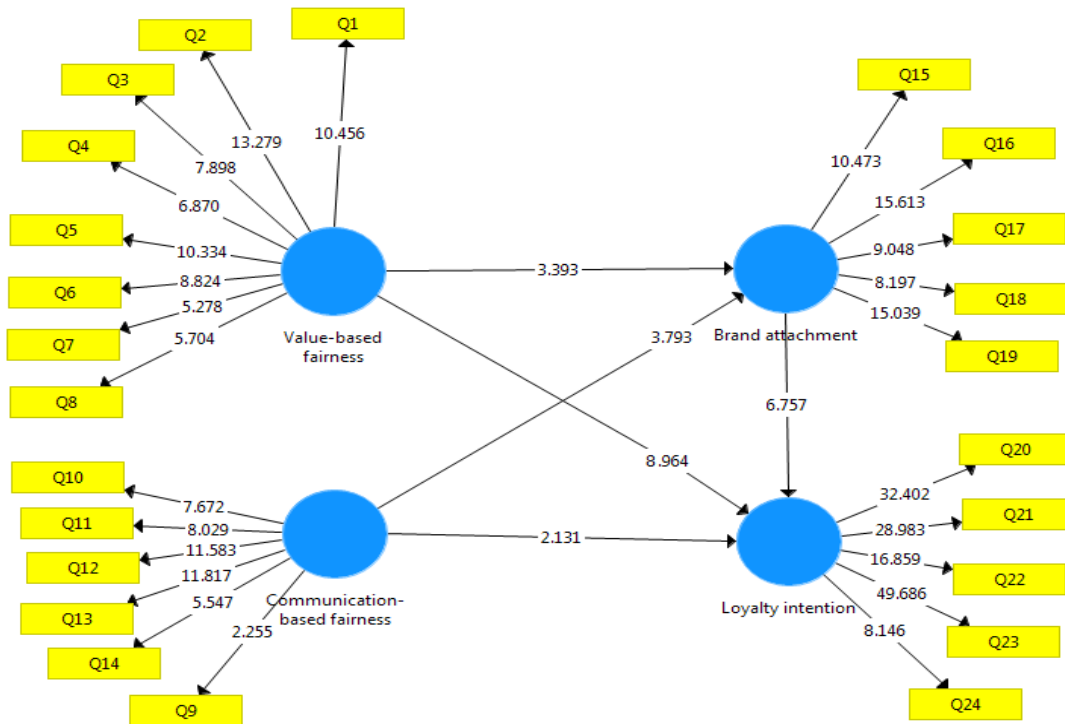 Q1
Q2
Q3
Q4
Q5
Q6
Q7
Q8
10.456
13.279
7.898
6.870
10.334
8.824
5.278
5.704
Value-based
fairness
3.393
3.793
8.964
2.131
6.757
Q15
Q16
Q17
Q18
Q19
10.473
15.613
9.048
8.197
15.039
Brand attachment
Q10
Q11
Q12
Q13
Q14
Q9
7.672
8.029
11.583
11.817
5.547
2.255
Communication-
based fairness
Q20
Q21
Q22
Q23
Q24
32.402
28.983
16.859
49.686
8.146
Loyalty intention